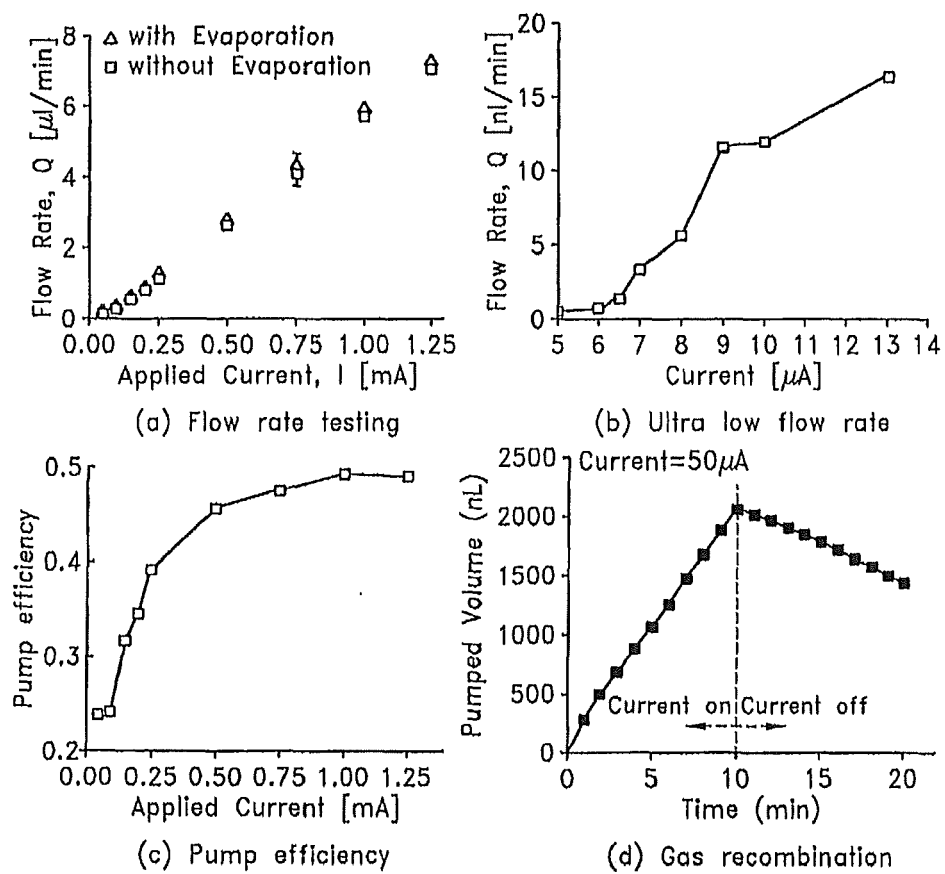 8
6
4
2
0
Flow Rate, Q [μl/min]
△ with Evaporation
□ without Evaporation
0.00 0.25 0.50 0.75 1.00 1.25
Applied Current, I [mA]
(a) Flow rate testing
20
15
10
5
0
Flow Rate, Q [nl/min]
5 6 7 8 9 10 11 12 13 14
Current [μA]
(b) Ultra low flow rate
0.5
0.4
0.3
0.2
Pump efficiency
0.00 0.25 0.50 0.75 1.00 1.25
Applied Current [mA]
(c) Pump efficiency
2500
2000
1500
1000
500
0
Pumped Volume (nL)
Current=50μA
Current on Current off
0 5 10 15 20
Time (min)
(d) Gas recombination